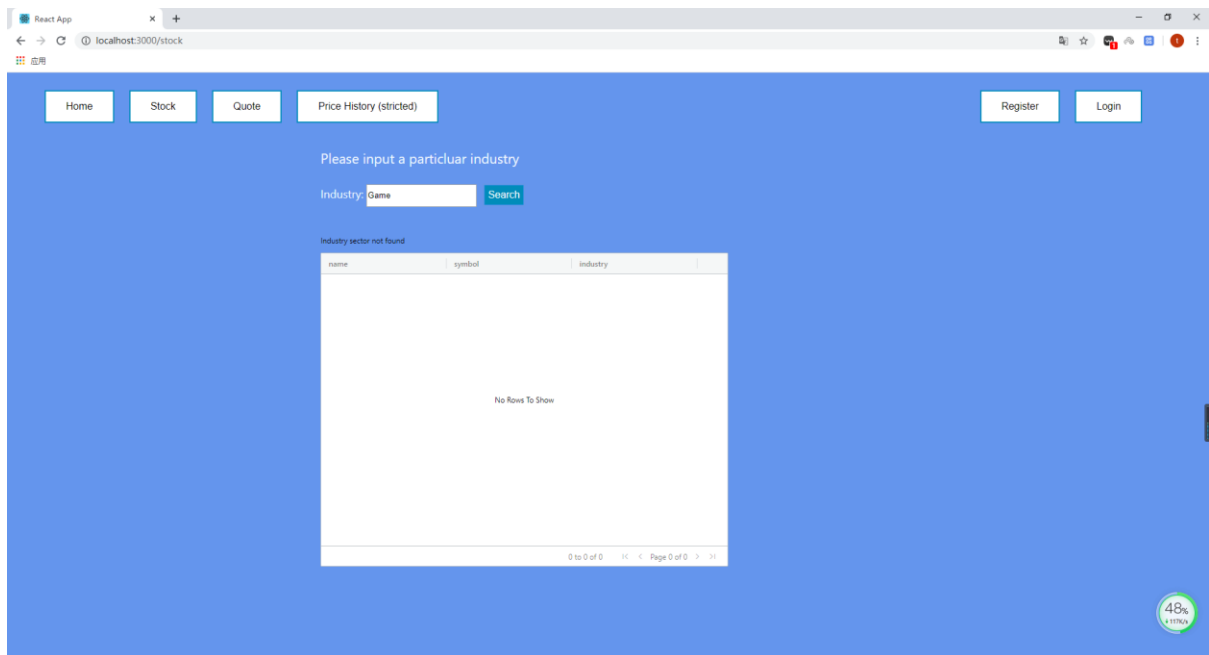 React App
localhost:3000/stock
应用
Home Stock Quote Price History (stricted) Register Login
Please input a particluar industry
Industry: Game Search
Industry sector not found
name symbol industry
No Rows To Show
0 to 0 of 0 Page 0 of 0
48%
117K/s